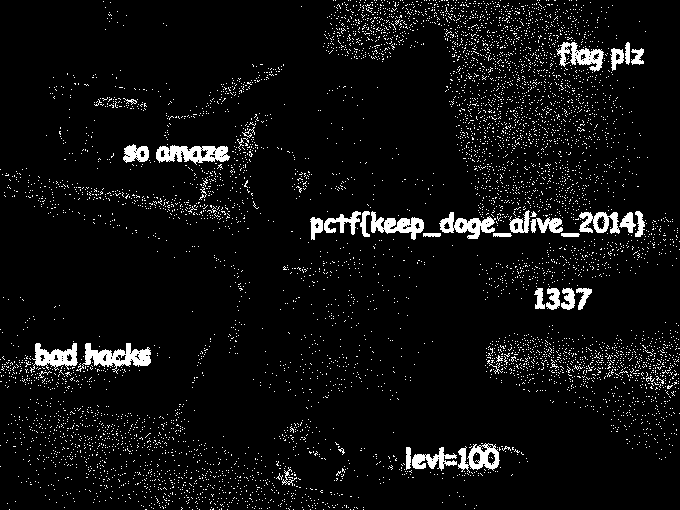 flag plz
so amaze
pctf{keep_doge_alive_2014}
1337
bad hacks
levl=100